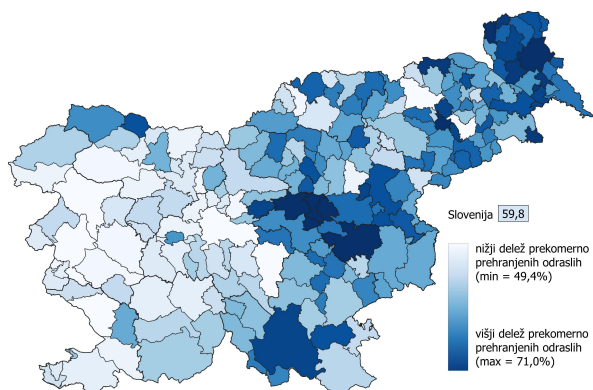 Slovenija 59,8
nižji delež prekomerno
prehranjenih odraslih
(min = 49,4%)
višji delež prekomerno
prehranjenih odraslih
(max = 71,0%)